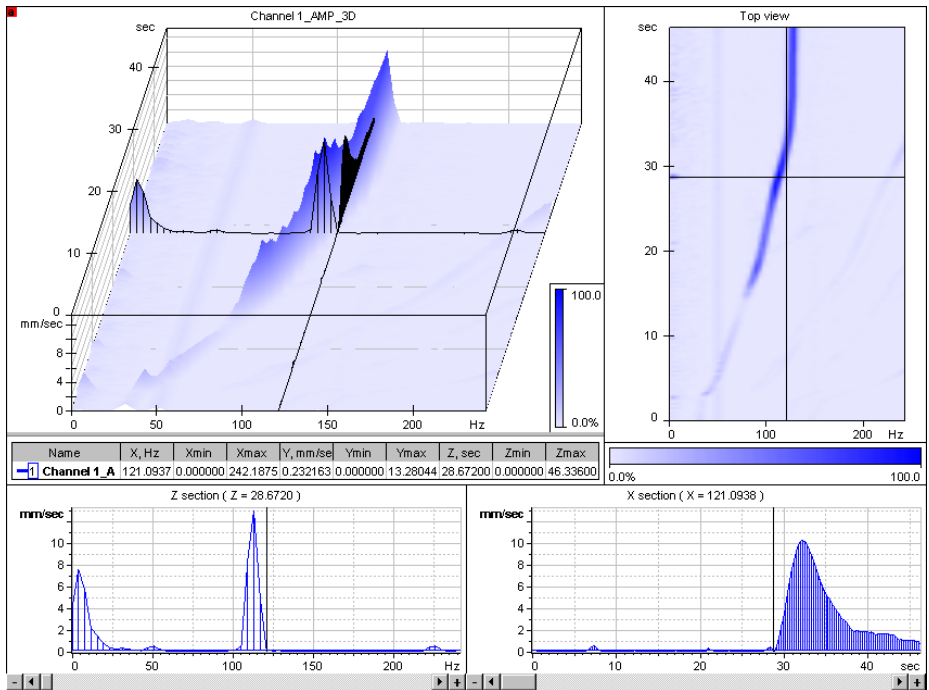 Channel 1_AMP_3D
sec
40
30
20
10
0
mm/sec
8
4
0
0 50 100 150 200 Hz
100.0
0.0%
Top view
sec
40
30
20
10
0
0 100 Hz
Name X, Hz Xmin Xmax Y, mm/se Ymin Ymax Z, sec Zmin Zmax
1 Channel 1_A 121.0937 0.000000 242.1875 0.232163 0.000000 13.28044 28.67200 0.000000 46.33600
0.0% 100.0
Z section ( Z = 28.6720 )
mm/sec
10
8
6
4
2
0
0 50 100 150 200 Hz
X section ( X = 121.0938 )
mm/sec
10
8
6
4
2
0
0 10 20 30 40 sec
- + - +